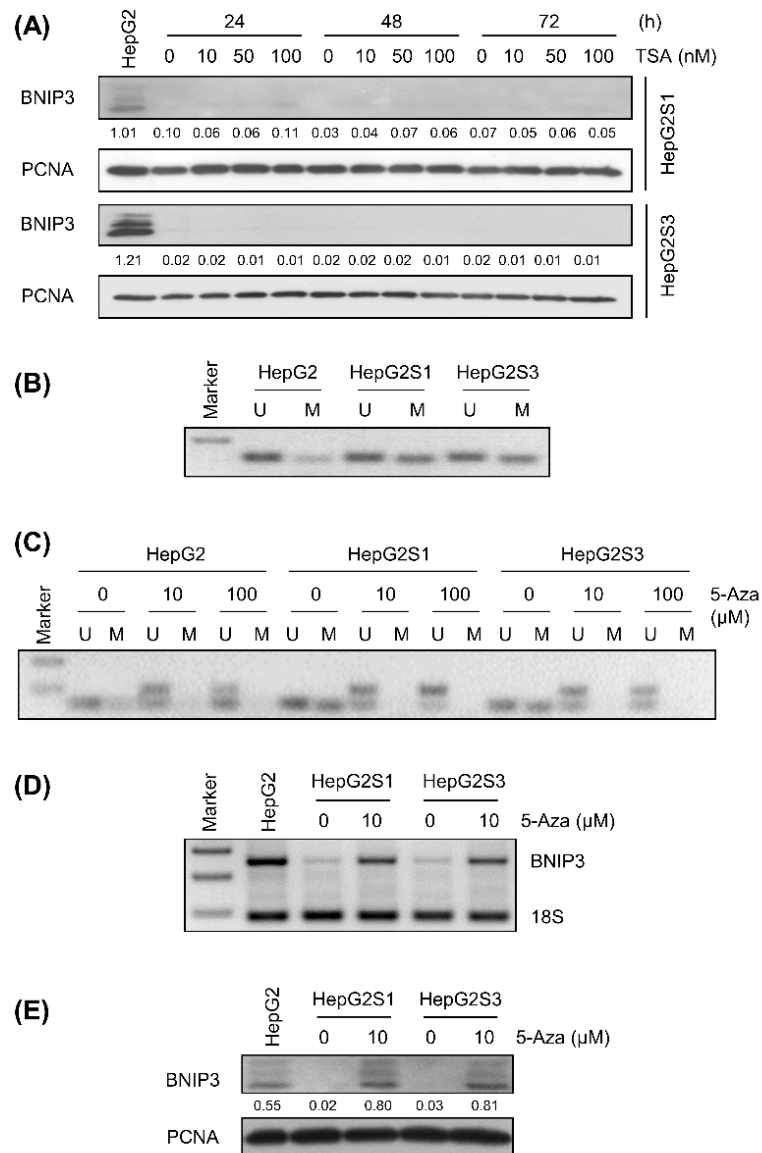 (A)
HepG2
24 48 72 (h)
0 10 50 100 0 10 50 100 0 10 50 100 TSA (nM)
BNIP3
1.01 0.10 0.06 0.06 0.11 0.03 0.04 0.07 0.06 0.07 0.05 0.06 0.05
PCNA
HepG2S1
BNIP3
1.21 0.02 0.02 0.01 0.01 0.02 0.02 0.02 0.01 0.02 0.01 0.01 0.01
PCNA
HepG2S3
(B)
Marker
HepG2 HepG2S1 HepG2S3
U M U M U M
(C)
HepG2 HepG2S1 HepG2S3
Marker
0 10 100 0 10 100 0 10 100 5-Aza
(µM)
U M U M U M U M U M U M U M U M U M
(D)
Marker
HepG2
HepG2S1 HepG2S3
0 10 0 10 5-Aza (µM)
BNIP3
18S
(E)
HepG2
HepG2S1 HepG2S3
0 10 0 10 5-Aza (µM)
BNIP3
0.55 0.02 0.80 0.03 0.81
PCNA